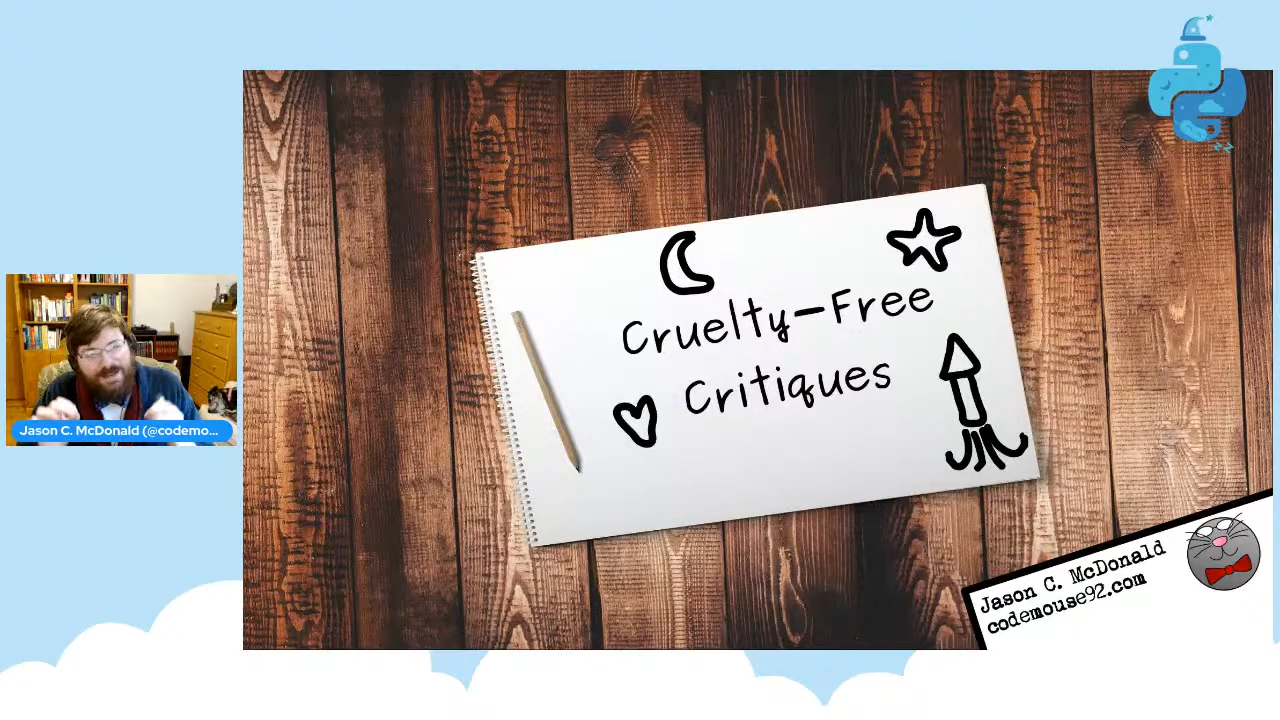 Cruelty-Free
Critiques
Jason C. McDonald (@codemo...
Jason C. McDonald
codemouse92.com